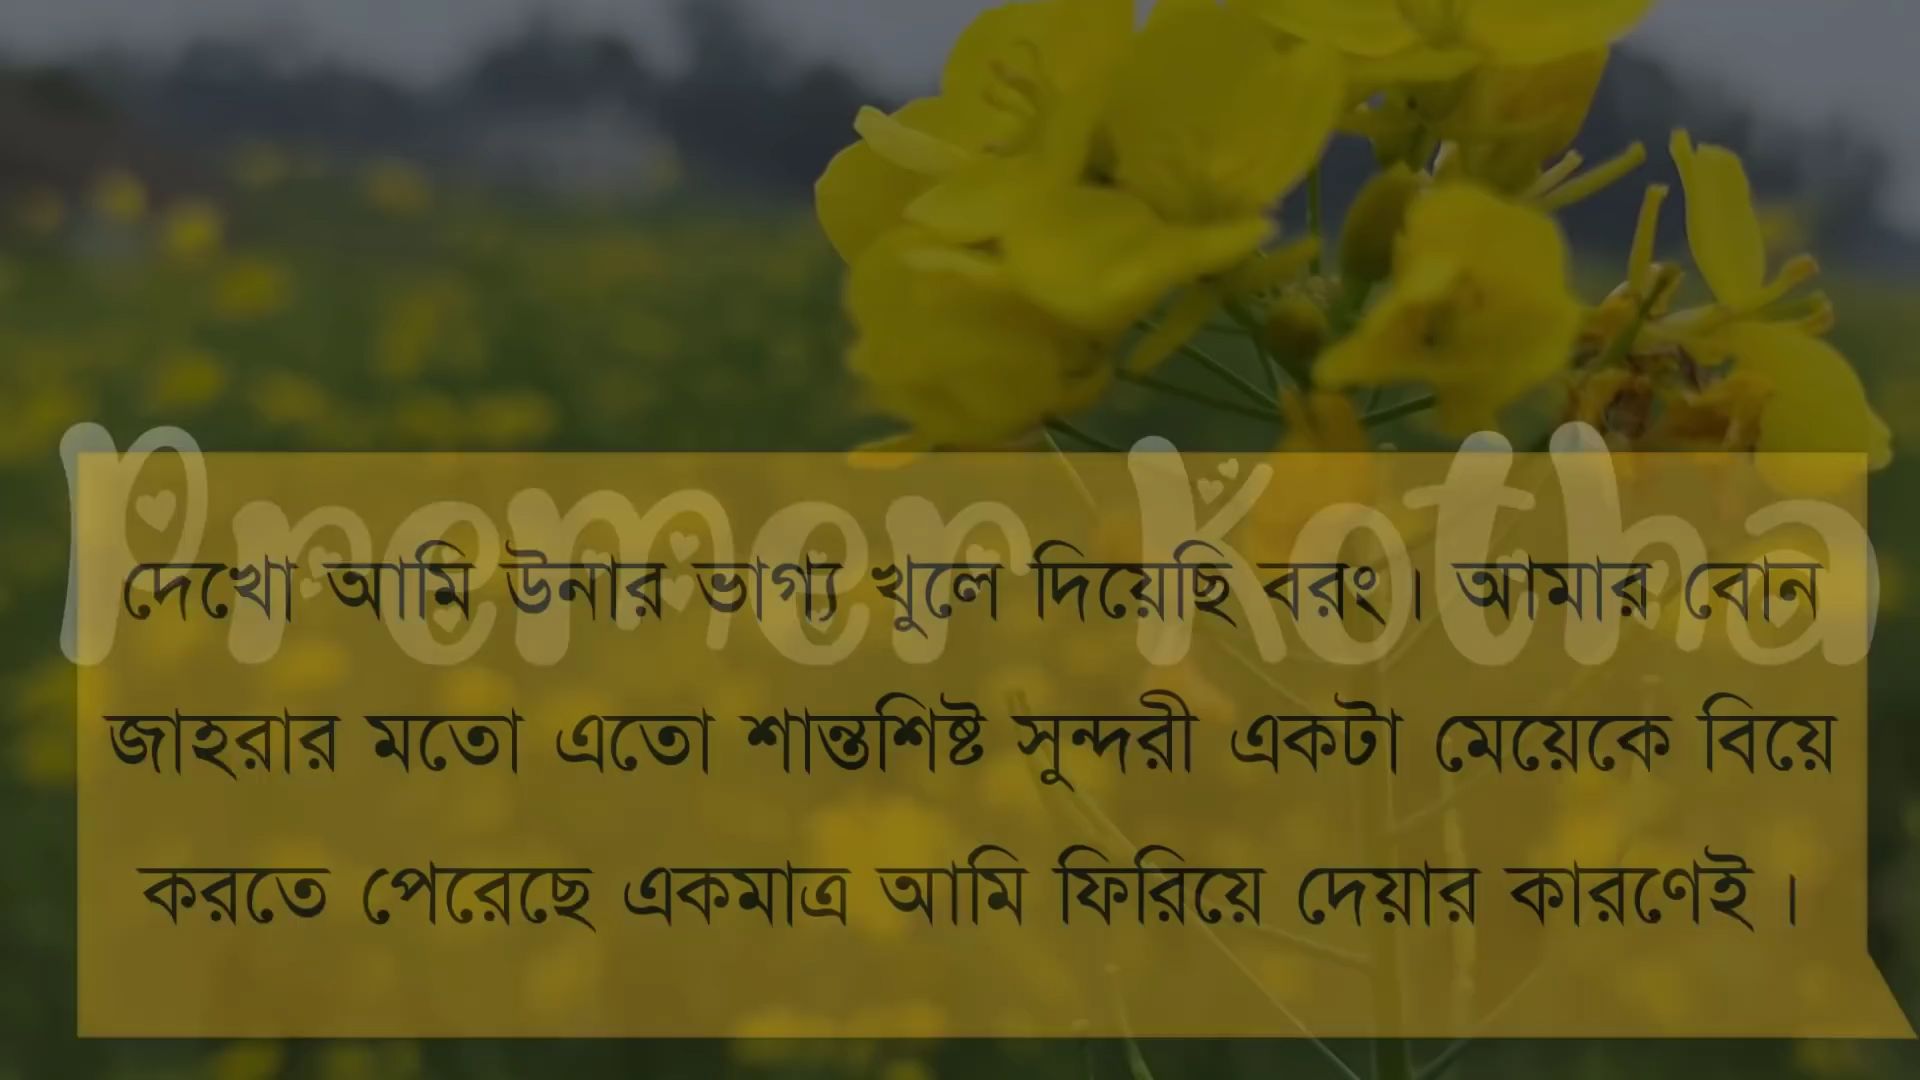 Premer Kotha
দেখো আমি উনার ভাগ্য খুলে দিয়েছি বরং। আমার বোন
জাহরার মতো এতো শান্তশিষ্ট সুন্দরী একটা মেয়েকে বিয়ে
করতে পেরেছে একমাত্র আমি ফিরিয়ে দেয়ার কারণেই।